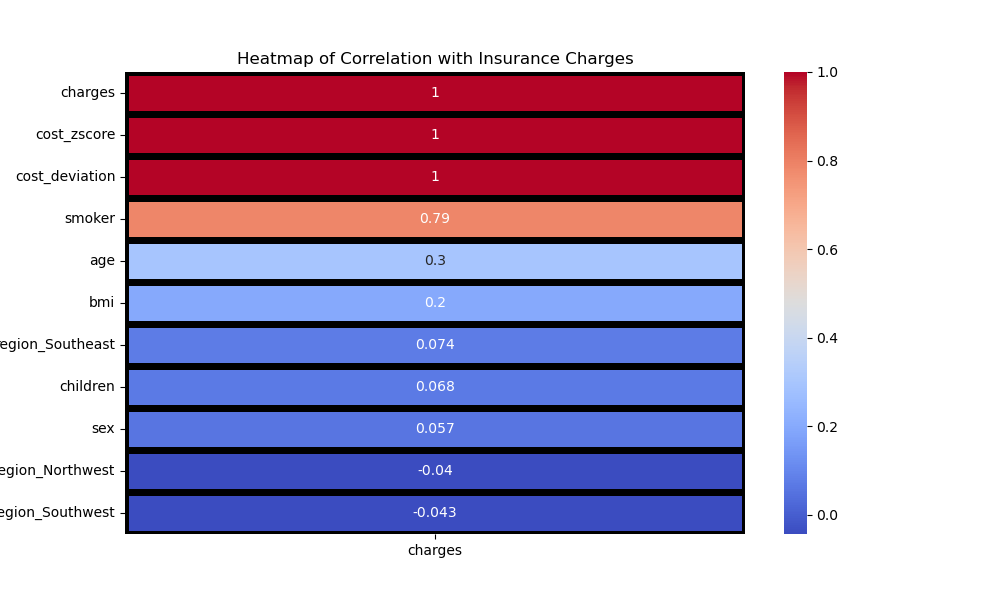 Heatmap of Correlation with Insurance Charges
charges 1
cost_zscore 1
cost_deviation 1
smoker 0.79
age 0.3
bmi 0.2
egion_Southeast 0.074
children 0.068
sex 0.057
egion_Northwest -0.04
egion_Southwest -0.043
charges
1.0
0.8
0.6
0.4
0.2
0.0